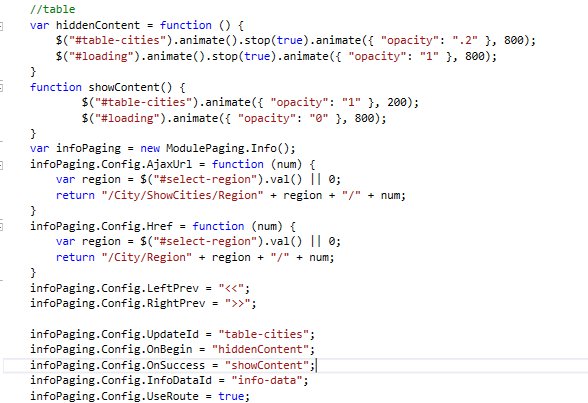 //table
var hiddenContent = function () {
$("#table-cities").animate().stop(true).animate({ "opacity": ".2" }, 800);
$("#loading").animate().stop(true).animate({ "opacity": "1" }, 800);
}
function showContent() {
$("#table-cities").animate({ "opacity": "1" }, 200);
$("#loading").animate({ "opacity": "0" }, 800);
}
var infoPaging = new ModulePaging.Info();
infoPaging.Config.AjaxUrl = function (num) {
var region = $("#select-region").val() || 0;
return "/City/ShowCities/Region" + region + "/" + num;
}
infoPaging.Config.Href = function (num) {
var region = $("#select-region").val() || 0;
return "/City/Region" + region + "/" + num;
}
infoPaging.Config.LeftPrev = "<<";
infoPaging.Config.RightPrev = ">>";
infoPaging.Config.UpdateId = "table-cities";
infoPaging.Config.OnBegin = "hiddenContent";
infoPaging.Config.OnSuccess = "showContent";
infoPaging.Config.InfoDataId = "info-data";
infoPaging.Config.UseRoute = true;